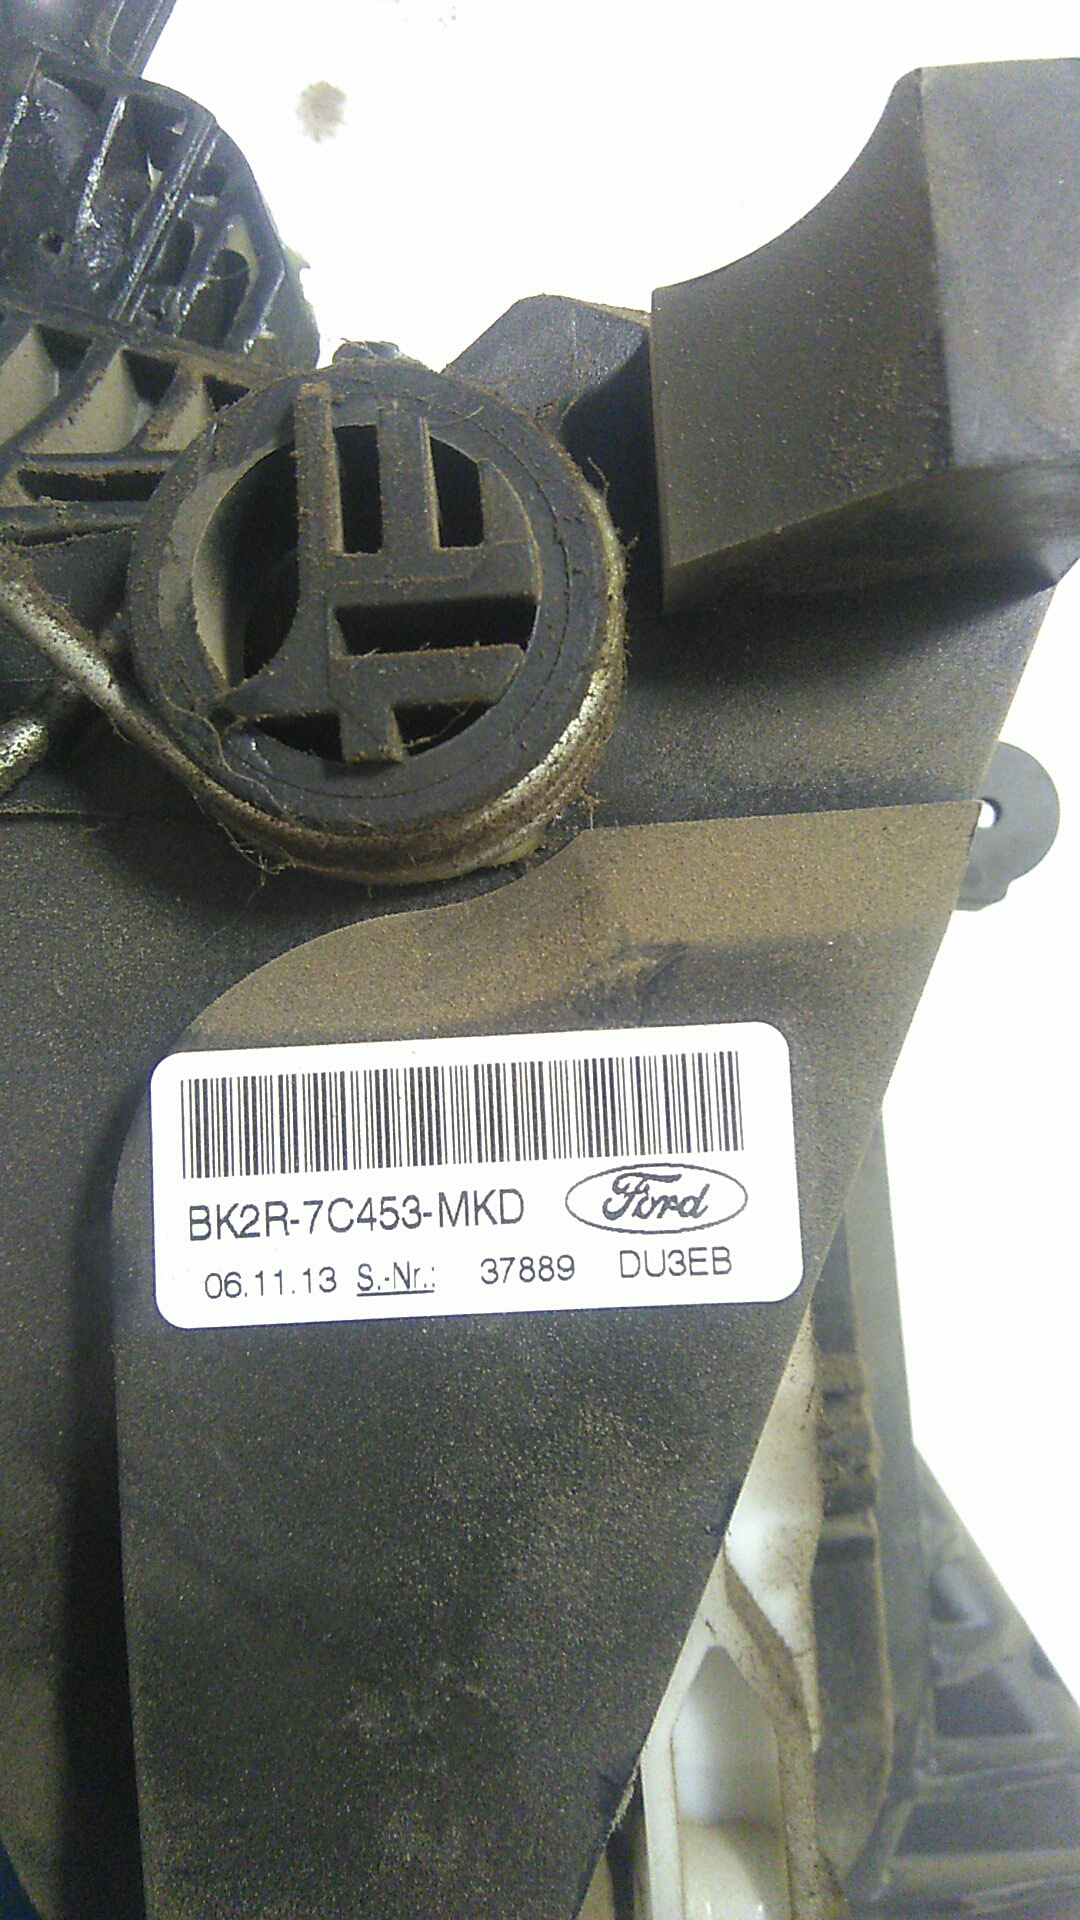 BK2R-7C453-MKD Ford
06.11.13 S.-Nr.: 37889 DU3EB